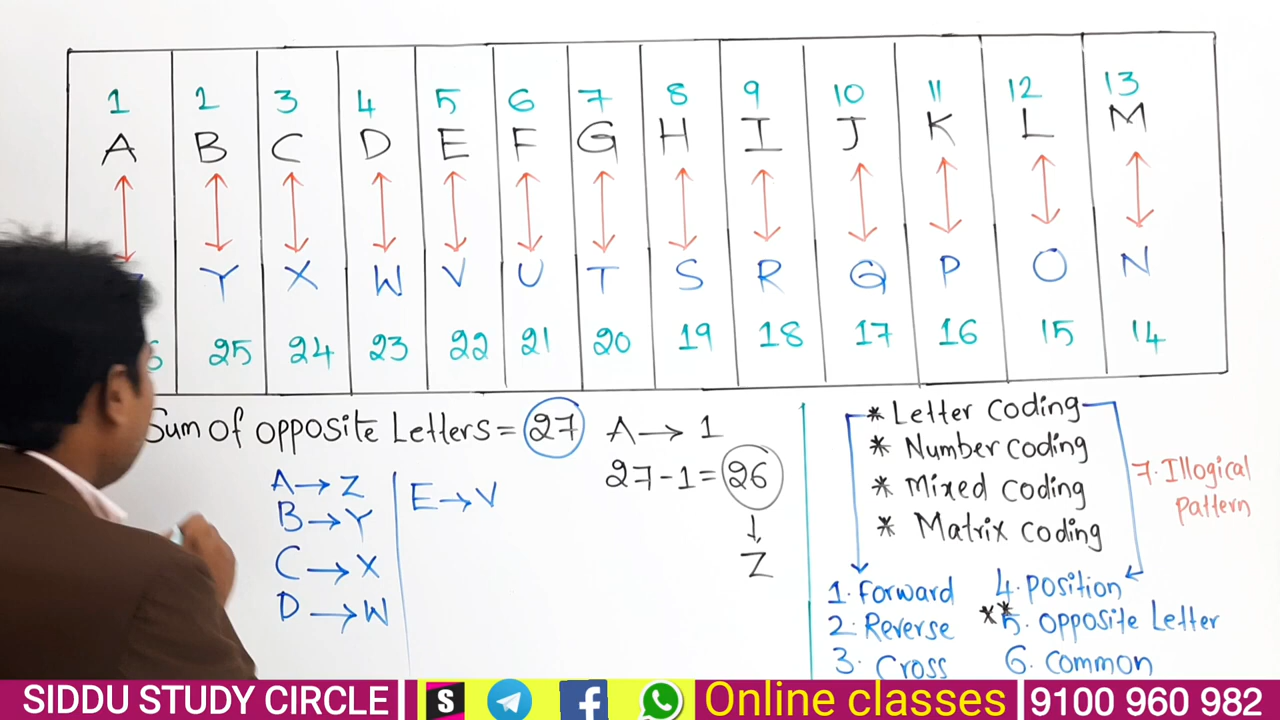 1 2 3 4 5 6 7 8 9 10 11 12 13
A B C D E F G H I J K L M
Y X W V U T S R Q P O N
25 24 23 22 21 20 19 18 17 16 15 14
Sum of opposite Letters = 27
A → Z
B → Y
C → X
D → W
E → V
A → 1
27-1=26
↓
Z
* Letter coding
* Number coding
* Mixed coding
* Matrix coding
7. Illogical
pattern
1. Forward
2. Reverse
3. Cross
4. position
** 5. opposite Letter
6. common
SIDDU STUDY CIRCLE Online classes 9100 960 982